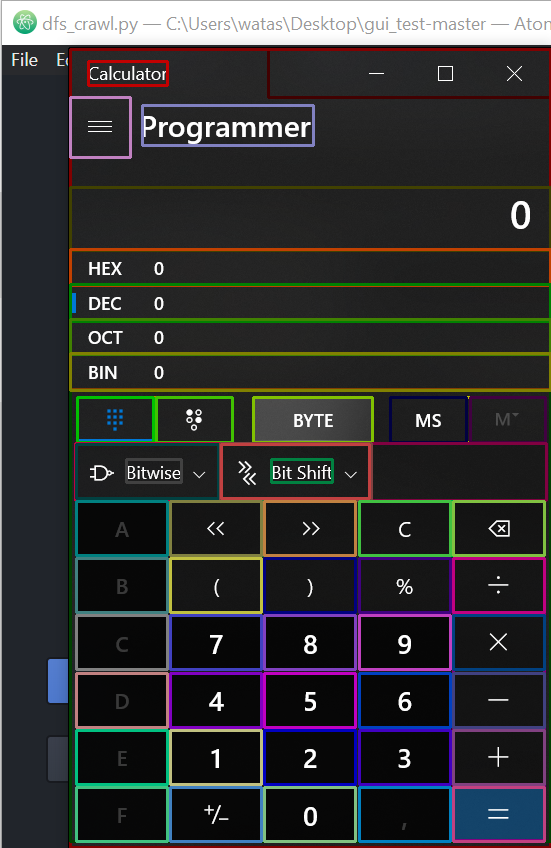 dfs_crawl.py — C:\Users\watas\Desktop\gui_test-master — Atom
File
Calculator
Programmer
0
HEX 0
DEC 0
OCT 0
BIN 0
BYTE MS M
Bitwise Bit Shift
A << >> C
B ( ) % ÷
C 7 8 9 ×
D 4 5 6 −
E 1 2 3 +
F +/− 0 , =